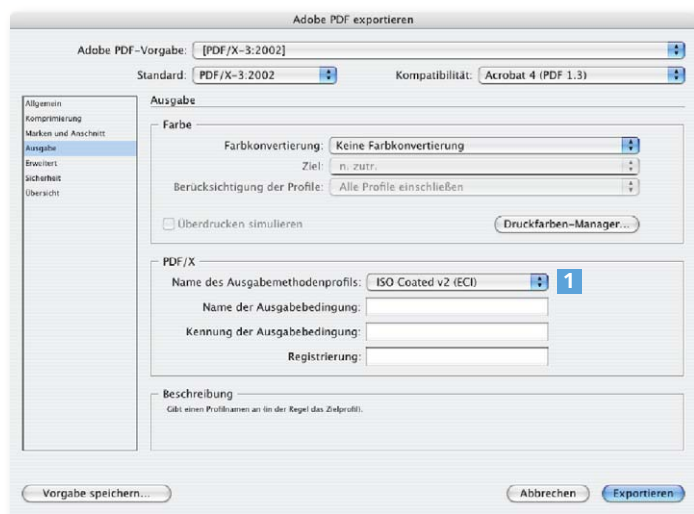 Adobe PDF exportieren
Adobe PDF-Vorgabe: [PDF/X-3:2002]
Standard: PDF/X-3:2002 Kompatibilität: Acrobat 4 (PDF 1.3)
Allgemein
Komprimierung
Marken und Anschnitt
Ausgabe
Erweitert
Sicherheit
Übersicht
Ausgabe
Farbe
Farbkonvertierung: Keine Farbkonvertierung
Ziel: n. zutr.
Berücksichtigung der Profile: Alle Profile einschließen
Überdrucken simulieren Druckfarben-Manager...
PDF/X
Name des Ausgabemethodenprofils: ISO Coated v2 (ECI) 1
Name der Ausgabebedingung:
Kennung der Ausgabebedingung:
Registrierung:
Beschreibung
Gibt einen Profilnamen an (in der Regel das Zielprofil).
Vorgabe speichern... Abbrechen Exportieren